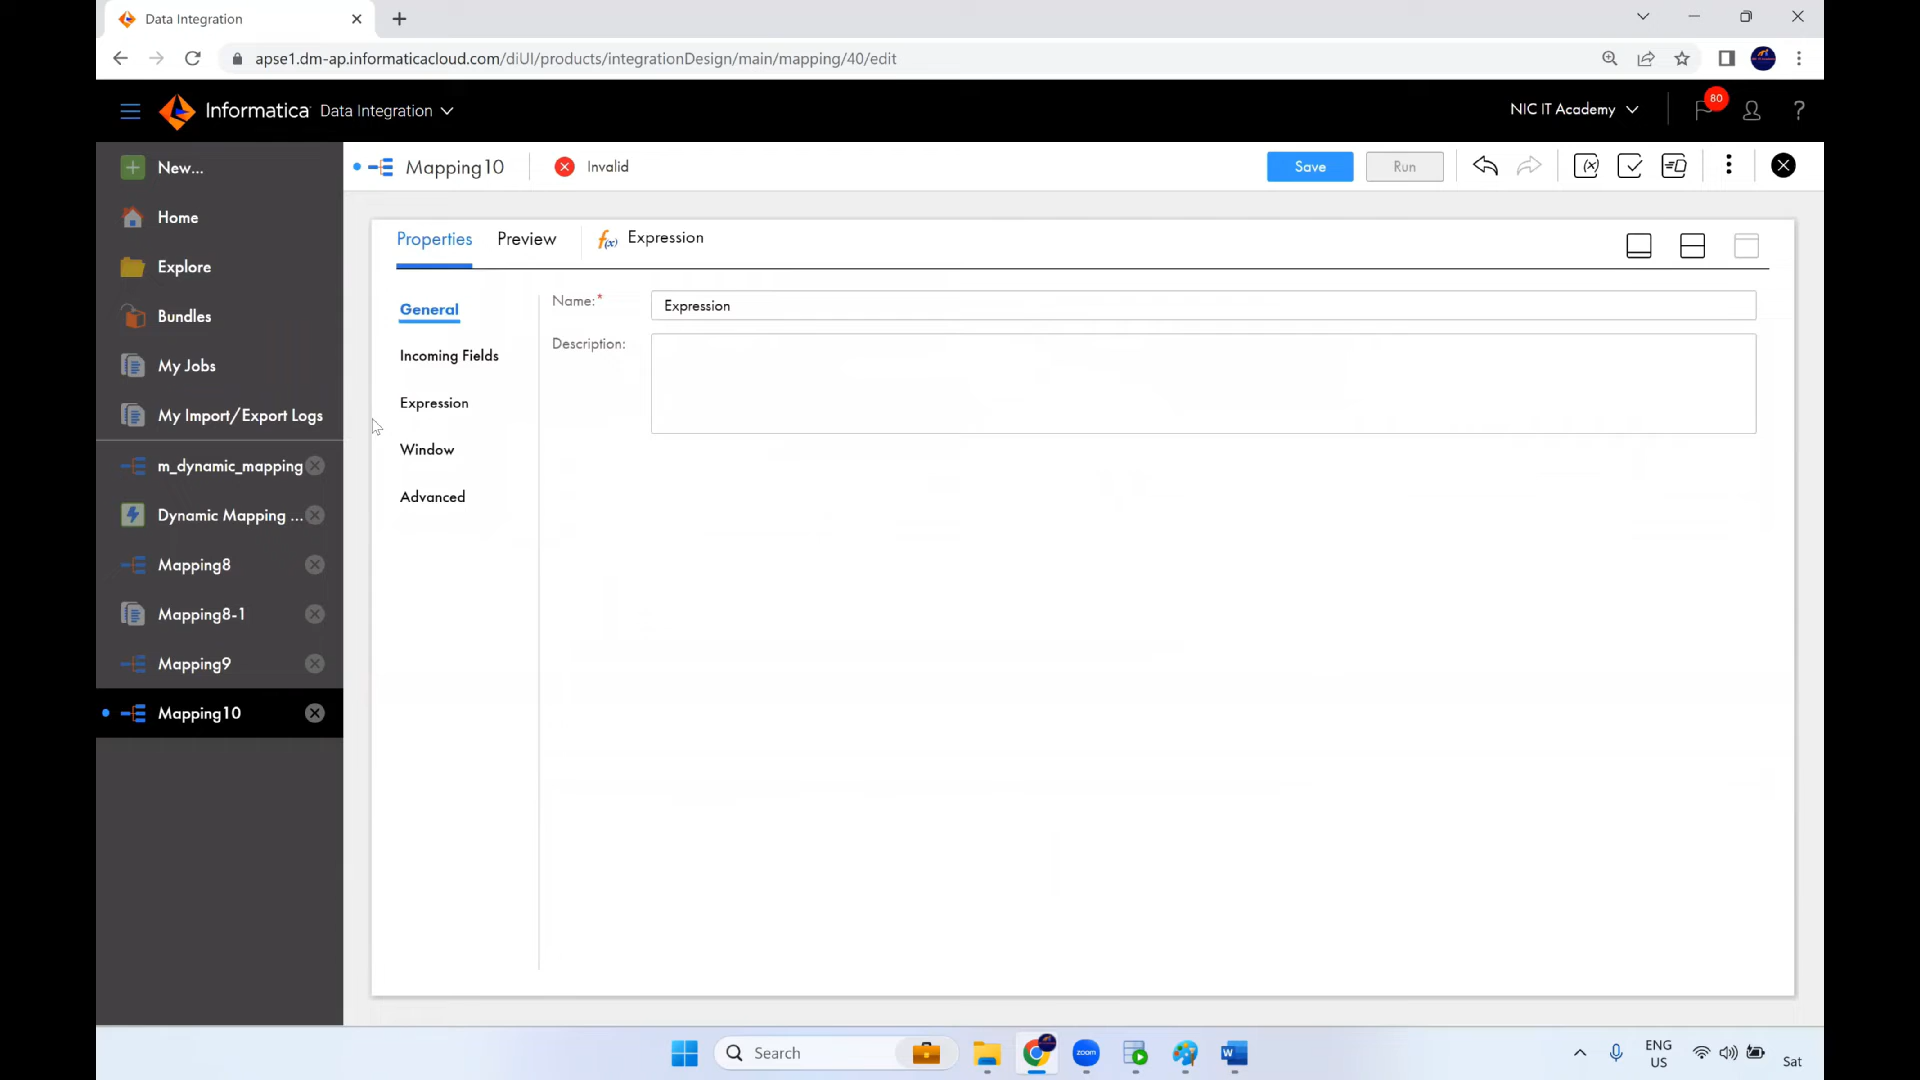 Data Integration
apse1.dm-ap.informaticacloud.com/diUI/products/integrationDesign/main/mapping/40/edit
Informatica Data Integration
NIC IT Academy
80
?
New...
Home
Explore
Bundles
My Jobs
My Import/Export Logs
m_dynamic_mapping
Dynamic Mapping ...
Mapping8
Mapping8-1
Mapping9
Mapping10
Mapping10
Invalid
Save
Run
(x)
Properties
Preview
f(x) Expression
General
Incoming Fields
Expression
Window
Advanced
Name:* Expression
Description:
Search
zoom
W
ENG
US
Sat